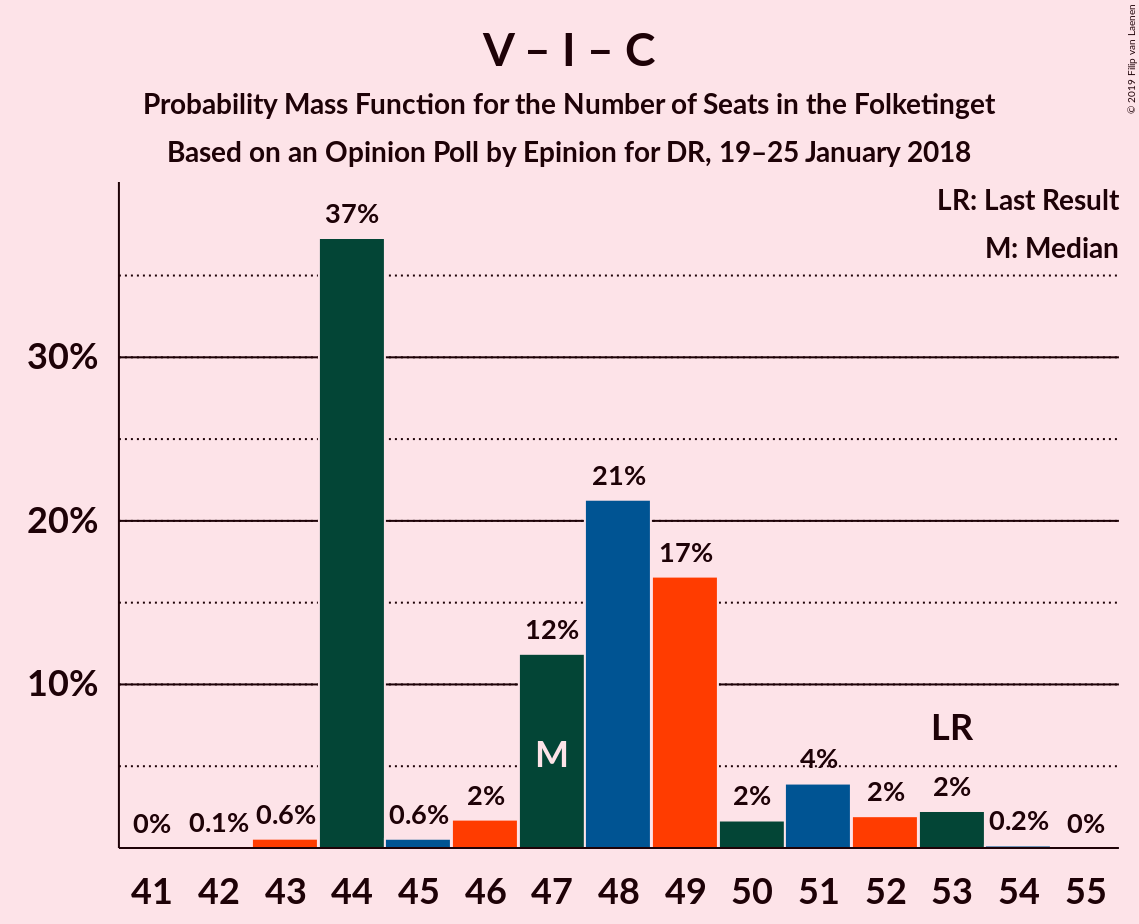 V – I – C
Probability Mass Function for the Number of Seats in the Folketinget
Based on an Opinion Poll by Epinion for DR, 19–25 January 2018
© 2019 Filip van Laenen
LR: Last Result
M: Median
30%
20%
10%
0%
0.1%
0.6%
37%
0.6%
2%
12%
21%
17%
2%
4%
2%
2%
0.2%
0%
M
LR
41 42 43 44 45 46 47 48 49 50 51 52 53 54 55